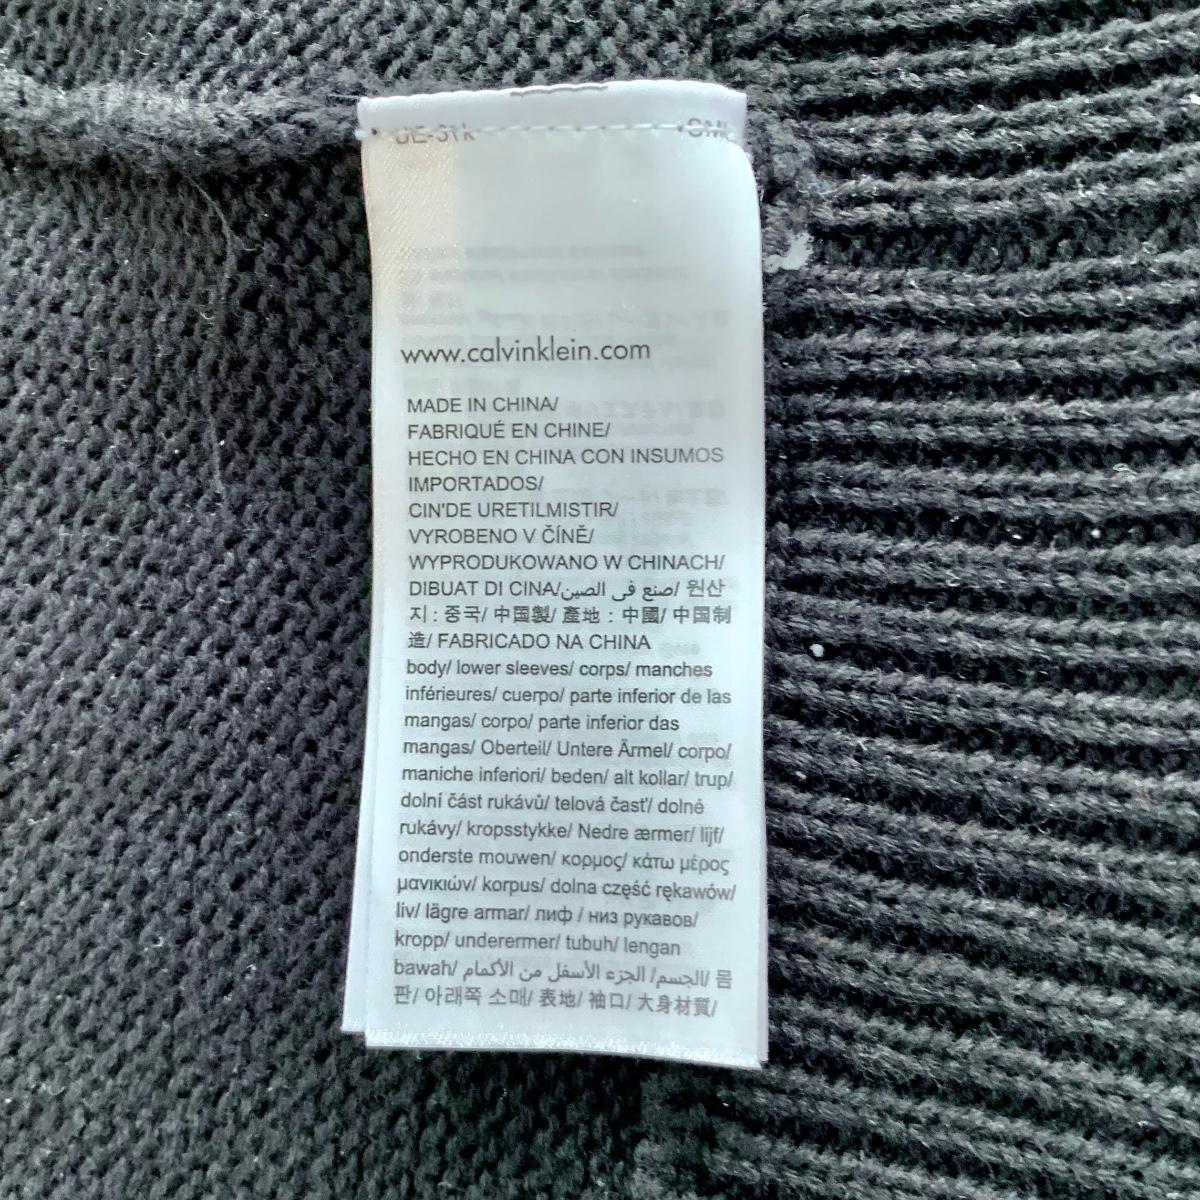 www.calvinklein.com
MADE IN CHINA/
FABRIQUÉ EN CHINE/
HECHO EN CHINA CON INSUMOS
IMPORTADOS/
CIN'DE URETILMISTIR/
VYROBENO V ČÍNĚ/
WYPRODUKOWANO W CHINACH/
DIBUAT DI CINA/صنع فى الصين/ 원산
지 : 중국/ 中国製/ 產地 : 中國/ 中国制
造/ FABRICADO NA CHINA
body/ lower sleeves/ corps/ manches
inférieures/ cuerpo/ parte inferior de las
mangas/ corpo/ parte inferior das
mangas/ Oberteil/ Untere Ärmel/ corpo/
maniche inferiori/ beden/ alt kollar/ trup/
dolní část rukávů/ telová časť/ dolné
rukávy/ kropsstykke/ Nedre ærmer/ lijf/
onderste mouwen/ κορμος/ κάτω μέρος
μανικιών/ korpus/ dolna część rękawów/
liv/ lägre armar/ лиф / низ рукавов/
kropp/ underermer/ tubuh/ lengan
bawah/ الجسم/ الجزء الأسفل من الأكمام/ 몸
판/ 아래쪽 소매/ 表地/ 袖口/ 大身材質/